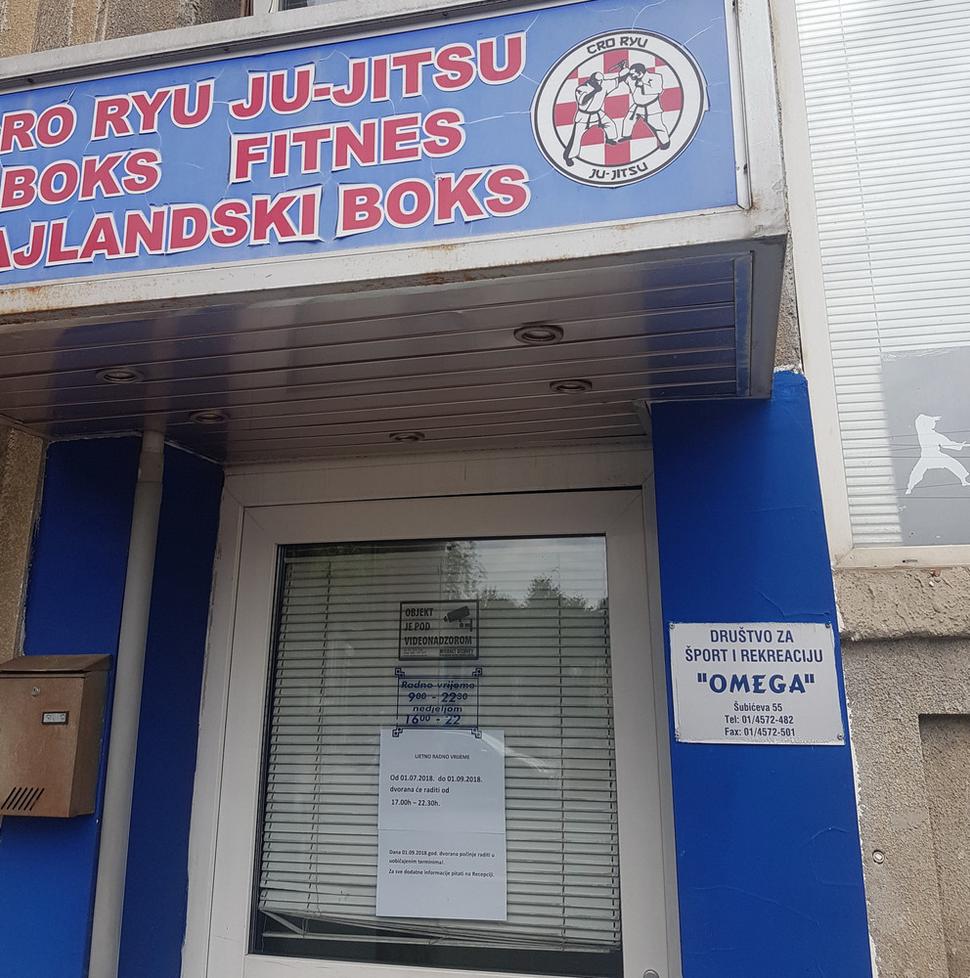 RO RYU JU-JITSU
BOKS FITNES
AJLANDSKI BOKS
CRO RYU
JU-JITSU
OBJEKT
JE POD
VIDEONADZOROM
Radno vrijeme
9⁰⁰ - 22³⁰
nedjeljom
16⁰⁰ - 22
LJETNO RADNO VRIJEME
Od 01.07.2018. do 01.09.2018.
dvorana će raditi od
17.00h – 22.30h.
Dana 01.09.2018.god. dvorana počinje raditi u
uobičajenim terminima!.
Za sve dodatne informacije pitati na Recepciji.
DRUŠTVO ZA
ŠPORT I REKREACIJU
"OMEGA"
Šubićeva 55
Tel: 01/4572-482
Fax: 01/4572-501